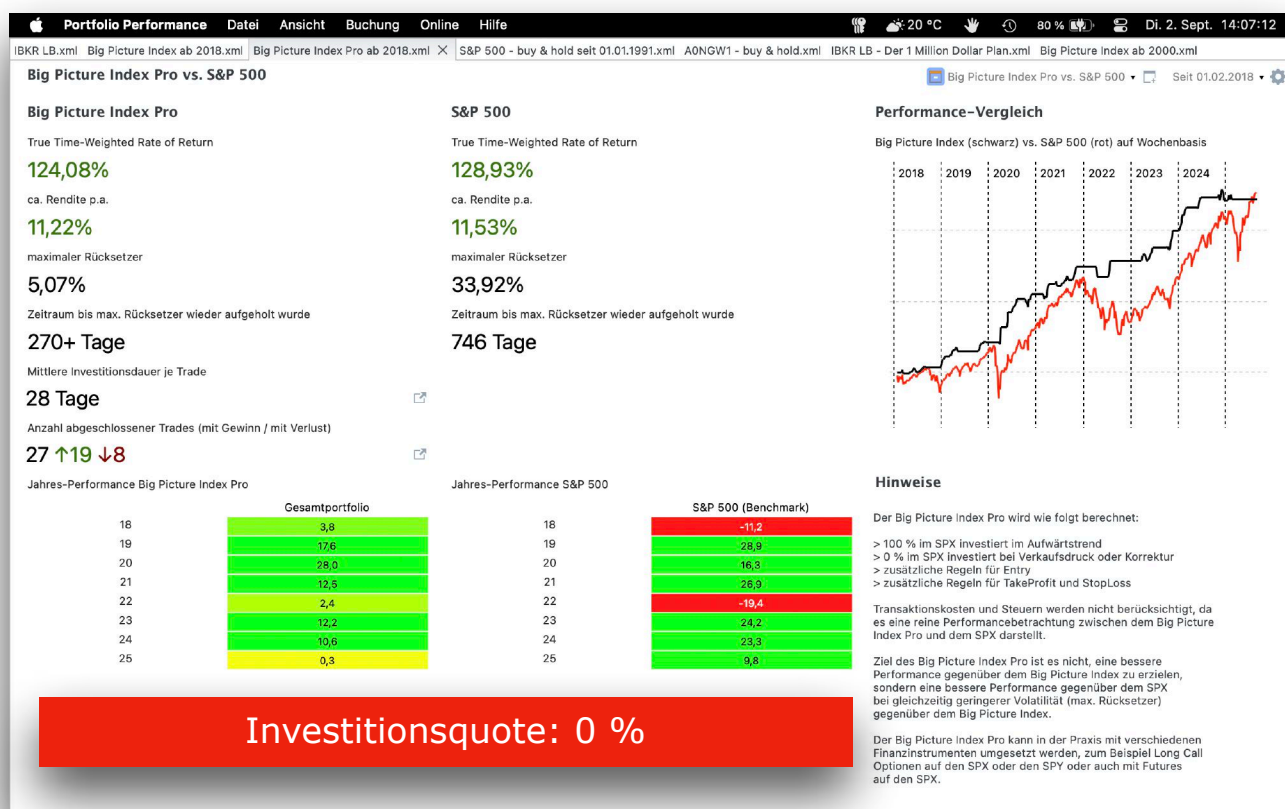 Portfolio Performance Datei Ansicht Buchung Online Hilfe 20 °C 80 % Di. 2. Sept. 14:07:12
IBKR LB.xml Big Picture Index ab 2018.xml Big Picture Index Pro ab 2018.xml S&P 500 - buy & hold seit 01.01.1991.xml A0NGW1 - buy & hold.xml IBKR LB - Der 1 Million Dollar Plan.xml Big Picture Index ab 2000.xml
Big Picture Index Pro vs. S&P 500
Big Picture Index Pro vs. S&P 500 Seit 01.02.2018
Big Picture Index Pro
True Time-Weighted Rate of Return
124,08%
ca. Rendite p.a.
11,22%
maximaler Rücksetzer
5,07%
Zeitraum bis max. Rücksetzer wieder aufgeholt wurde
270+ Tage
Mittlere Investitionsdauer je Trade
28 Tage
Anzahl abgeschlossener Trades (mit Gewinn / mit Verlust)
27 ↑19 ↓8
S&P 500
True Time-Weighted Rate of Return
128,93%
ca. Rendite p.a.
11,53%
maximaler Rücksetzer
33,92%
Zeitraum bis max. Rücksetzer wieder aufgeholt wurde
746 Tage
Performance-Vergleich
Big Picture Index (schwarz) vs. S&P 500 (rot) auf Wochenbasis
2018 2019 2020 2021 2022 2023 2024
Jahres-Performance Big Picture Index Pro
Gesamtportfolio
18 3,8
19 17,6
20 28,0
21 12,5
22 2,4
23 12,2
24 10,6
25 0,3
Jahres-Performance S&P 500
S&P 500 (Benchmark)
18 -11,2
19 28,9
20 16,3
21 26,9
22 -19,4
23 24,2
24 23,3
25 9,8
Hinweise
Der Big Picture Index Pro wird wie folgt berechnet:
> 100 % im SPX investiert im Aufwärtstrend
> 0 % im SPX investiert bei Verkaufsdruck oder Korrektur
> zusätzliche Regeln für Entry
> zusätzliche Regeln für TakeProfit und StopLoss
Transaktionskosten und Steuern werden nicht berücksichtigt, da
es eine reine Performancebetrachtung zwischen dem Big Picture
Index Pro und dem SPX darstellt.
Ziel des Big Picture Index Pro ist es nicht, eine bessere
Performance gegenüber dem Big Picture Index zu erzielen,
sondern eine bessere Performance gegenüber dem SPX
bei gleichzeitig geringerer Volatilität (max. Rücksetzer)
gegenüber dem Big Picture Index.
Der Big Picture Index Pro kann in der Praxis mit verschiedenen
Finanzinstrumenten umgesetzt werden, zum Beispiel Long Call
Optionen auf den SPX oder den SPY oder auch mit Futures
auf den SPX.
Investitionsquote: 0 %